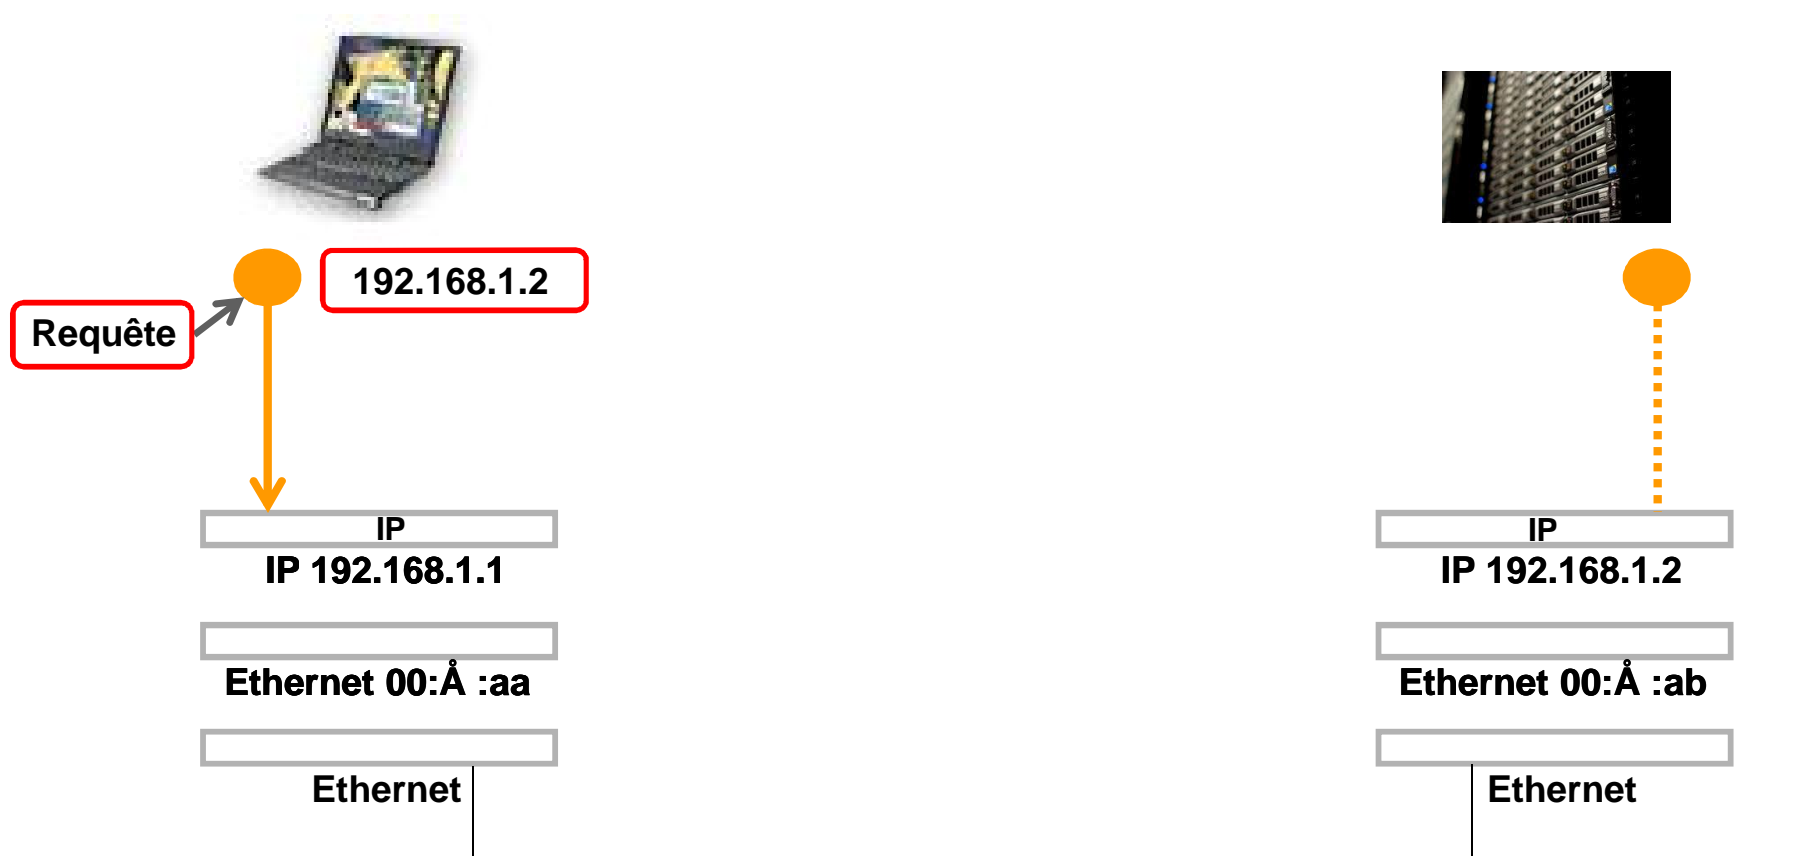 192.168.1.2
Requête
IP
IP 192.168.1.1
Ethernet 00:Å :aa
Ethernet
IP
IP 192.168.1.2
Ethernet 00:Å :ab
Ethernet